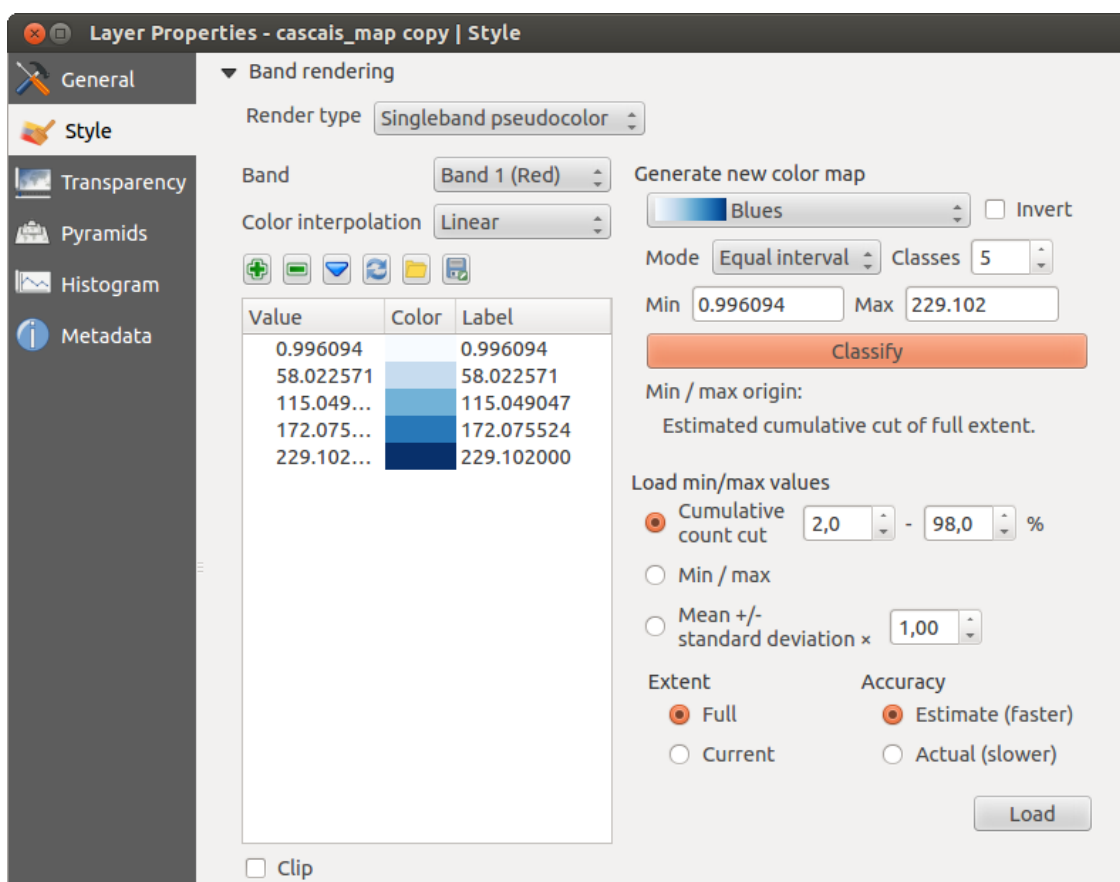 Layer Properties - cascais_map copy | Style
General
Style
Transparency
Pyramids
Histogram
Metadata
Band rendering
Render type Singleband pseudocolor
Band Band 1 (Red)
Color interpolation Linear
Value Color Label
0.996094 0.996094
58.022571 58.022571
115.049... 115.049047
172.075... 172.075524
229.102... 229.102000
Clip
Generate new color map
Blues Invert
Mode Equal interval Classes 5
Min 0.996094 Max 229.102
Classify
Min / max origin:
Estimated cumulative cut of full extent.
Load min/max values
Cumulative
count cut 2,0 - 98,0 %
Min / max
Mean +/-
standard deviation × 1,00
Extent Accuracy
Full Estimate (faster)
Current Actual (slower)
Load